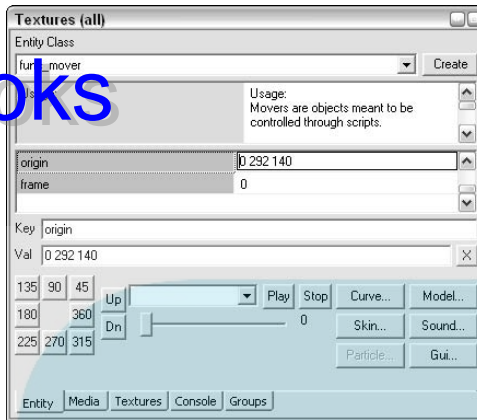 Textures (all)
Entity Class
func_mover
Create
oks
Usage:
Movers are objects meant to be
controlled through scripts.
origin 0 292 140
frame 0
Key origin
Val 0 292 140 X
135 90 45
Up Play Stop Curve... Model...
180 360
0
Dn Skin... Sound...
225 270 315
Particle... Gui...
Entity Media Textures Console Groups